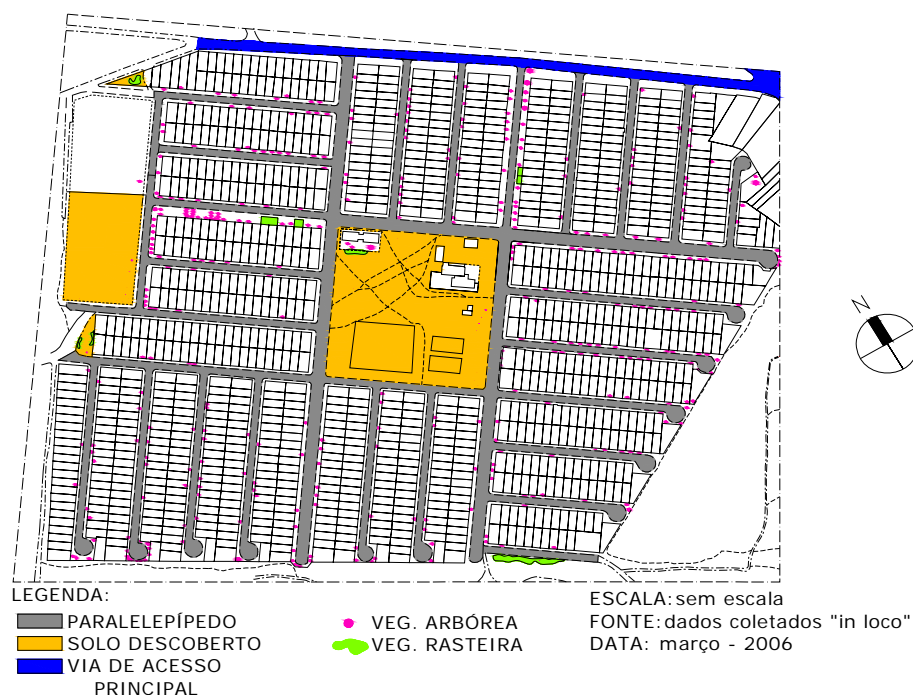 N
LEGENDA:
PARALELEPÍPEDO
SOLO DESCOBERTO
VIA DE ACESSO
PRINCIPAL
VEG. ARBÓREA
VEG. RASTEIRA
ESCALA: sem escala
FONTE: dados coletados "in loco"
DATA: março - 2006